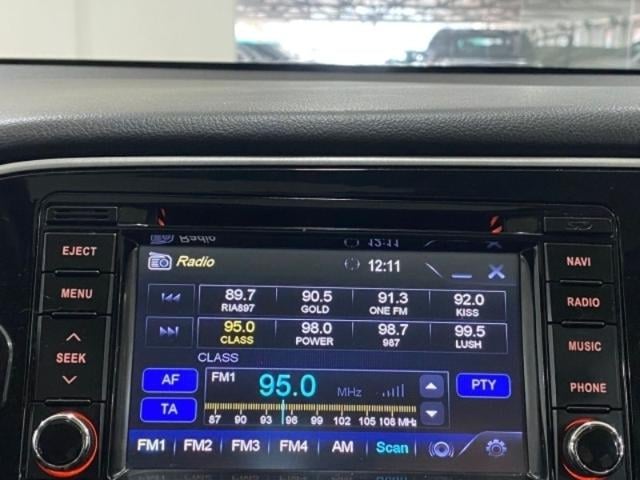 EJECT
MENU
SEEK
Radio
12:11
89.7 90.5 91.3 92.0
RIA897 GOLD ONE FM KISS
95.0 98.0 98.7 99.5
CLASS POWER 987 LUSH
CLASS
AF
TA
FM1
95.0 MHz
87 90 93 96 99 102 105 108 MHz
PTY
FM1 FM2 FM3 FM4 AM Scan
NAVI
RADIO
MUSIC
PHONE